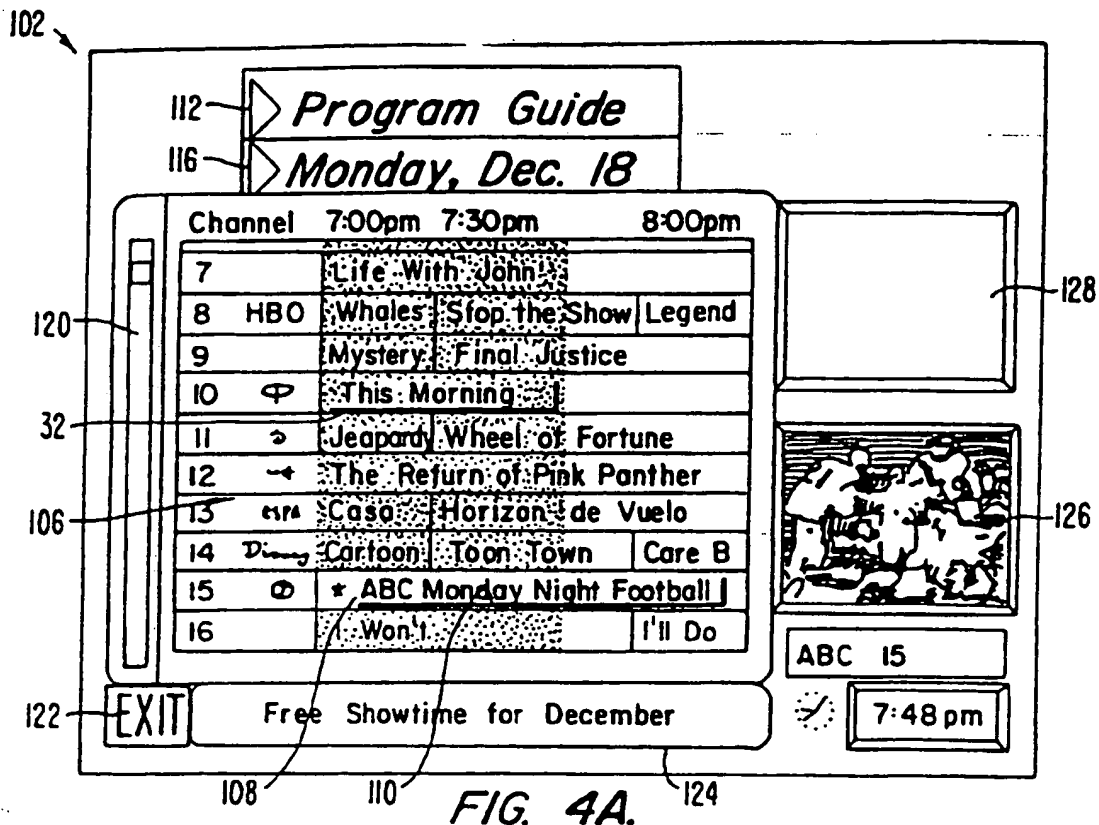 102
112 Program Guide
116 Monday, Dec. 18
Channel 7:00pm 7:30pm 8:00pm
7 Life With John
8 HBO Whales Stop the Show Legend
128
120
9 Mystery Final Justice
10 This Morning
32
11 Jeopardy Wheel of Fortune
12 The Return of Pink Panther
106
13 Casa Horizon de Vuelo
126
14 Disney Cartoon Toon Town Care B
15 * ABC Monday Night Football
16 I Won't I'll Do
ABC 15
122 EXIT Free Showtime for December 7:48 pm
108 110 124
FIG. 4A.